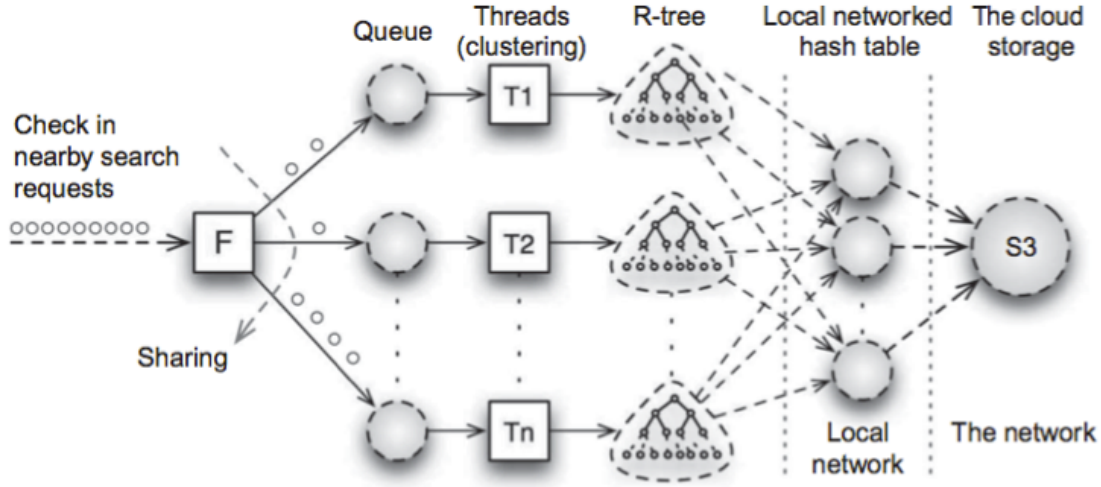 Queue
Threads
(clustering)
R-tree
Local networked
hash table
The cloud
storage
Check in
nearby search
requests
F
T1
T2
S3
Sharing
Tn
Local
network
The network